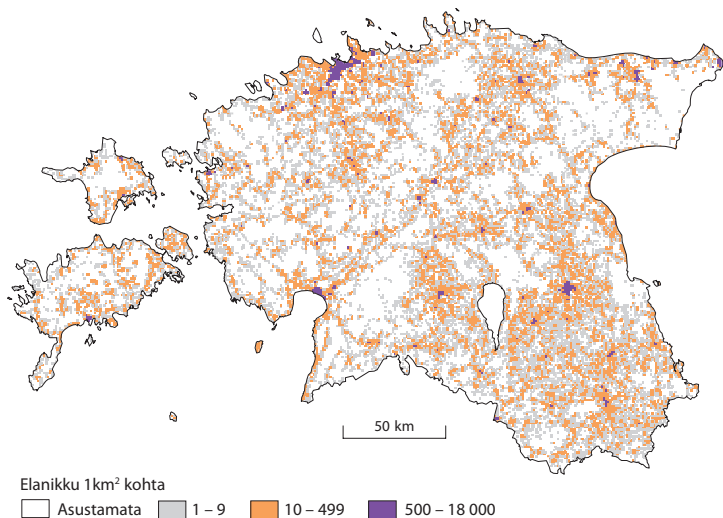 50 km
Elanikku 1km² kohta
Asustamata 1 – 9 10 – 499 500 – 18 000